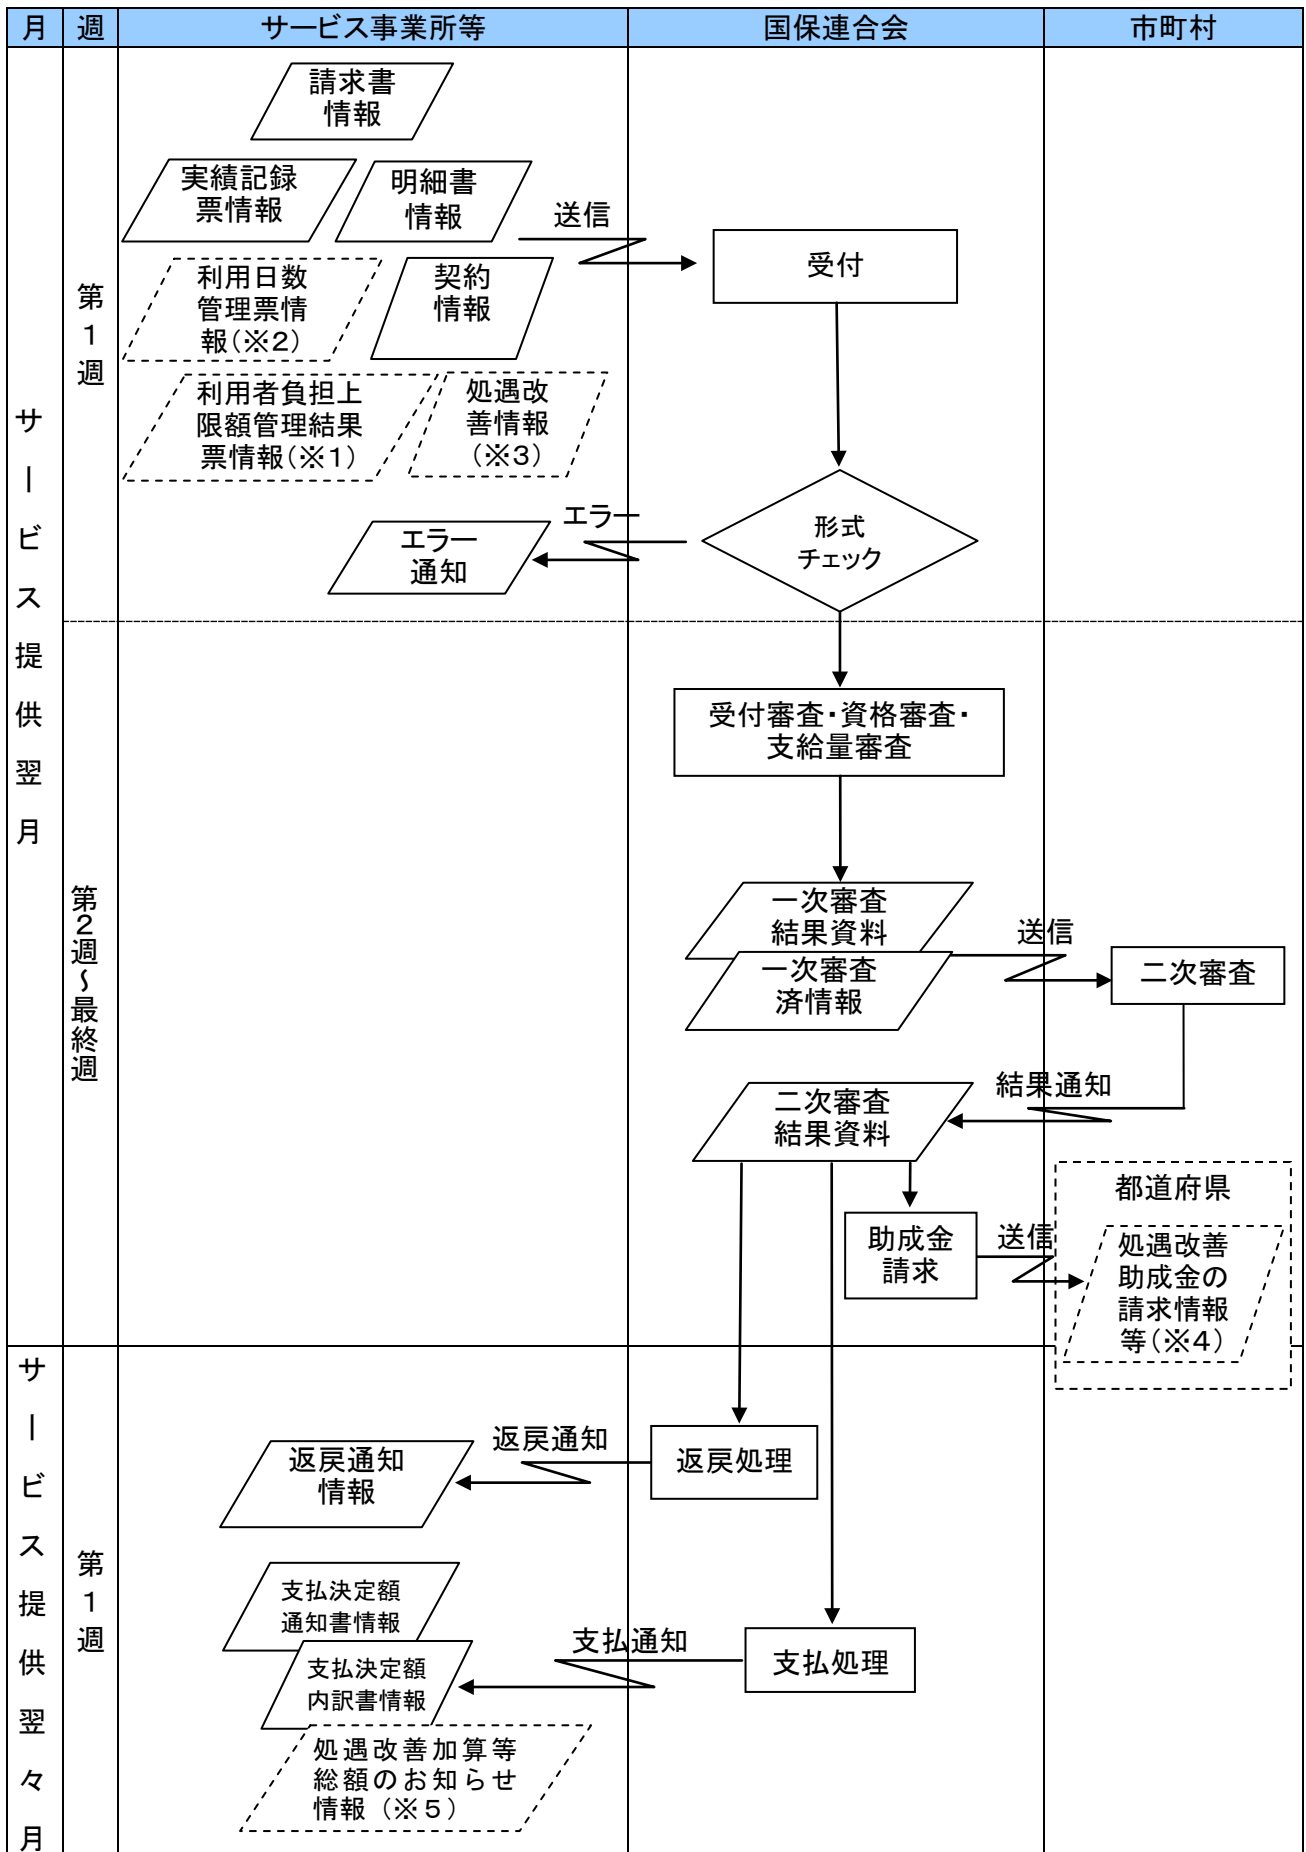 月
週
サービス事業所等
国保連合会
市町村
請求書
情報
実績記録
票情報
明細書
情報
送信
受付
利用日数
管理票情
報(※2)
契約
情報
第1週
利用者負担上
限額管理結果
票情報(※1)
処遇改
善情報
(※3)
サービス提供翌月
エラー
エラー
通知
形式
チェック
受付審査・資格審査・
支給量審査
第2週~最終週
一次審査
結果資料
一次審査
済情報
送信
二次審査
結果通知
二次審査
結果資料
助成金
請求
送信
都道府県
処遇改善
助成金の
請求情報
等(※4)
サービス提供翌々月
第1週
返戻通知
情報
返戻通知
返戻処理
支払決定額
通知書情報
支払決定額
内訳書情報
支払通知
支払処理
処遇改善加算等
総額のお知らせ
情報(※5)